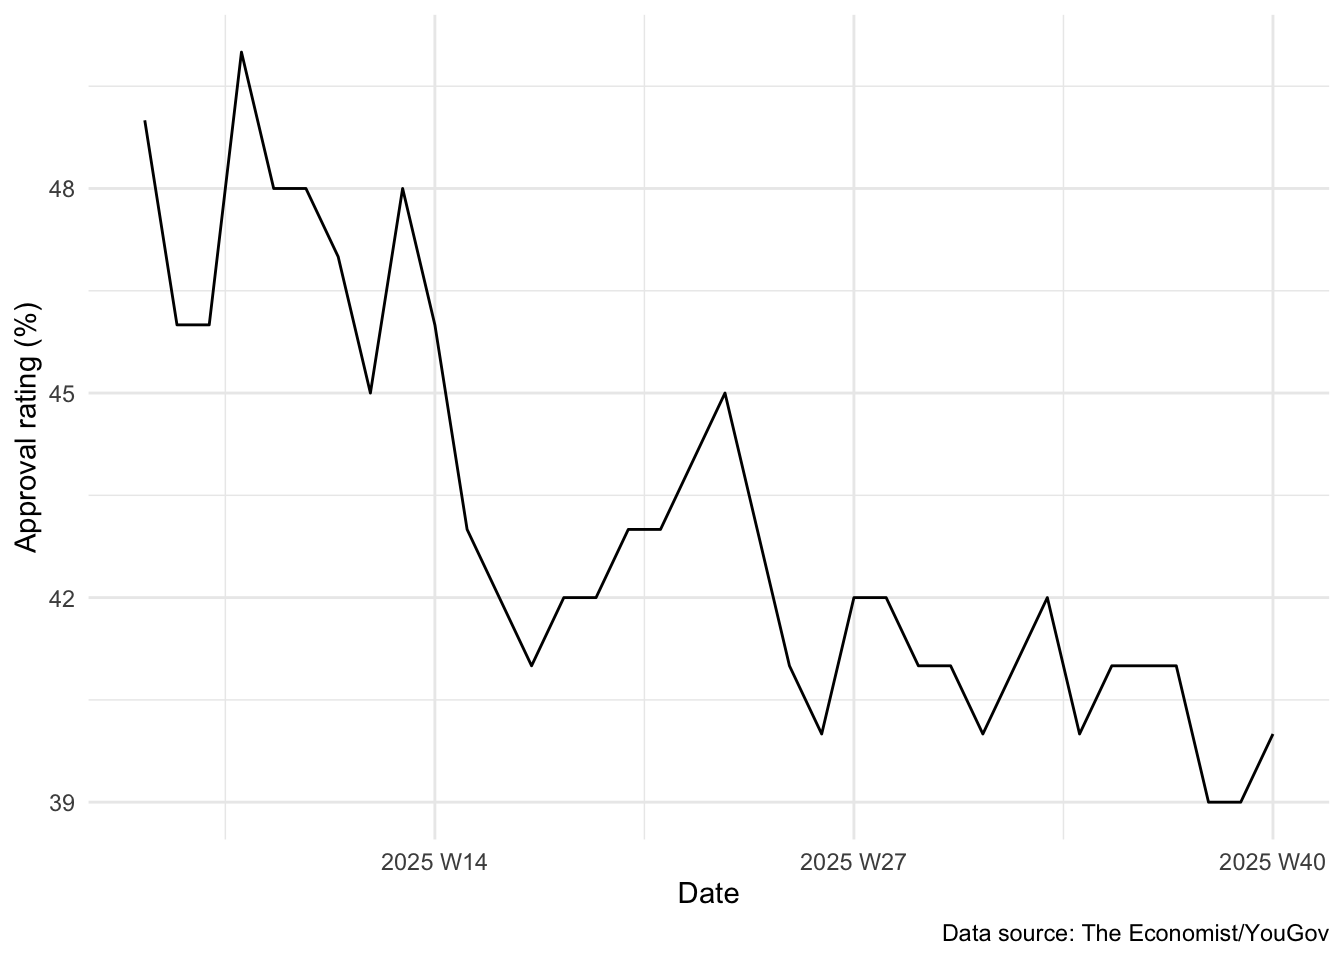 Approval rating (%)
48
45
42
39
2025 W14
2025 W27
2025 W40
Date
Data source: The Economist/YouGov